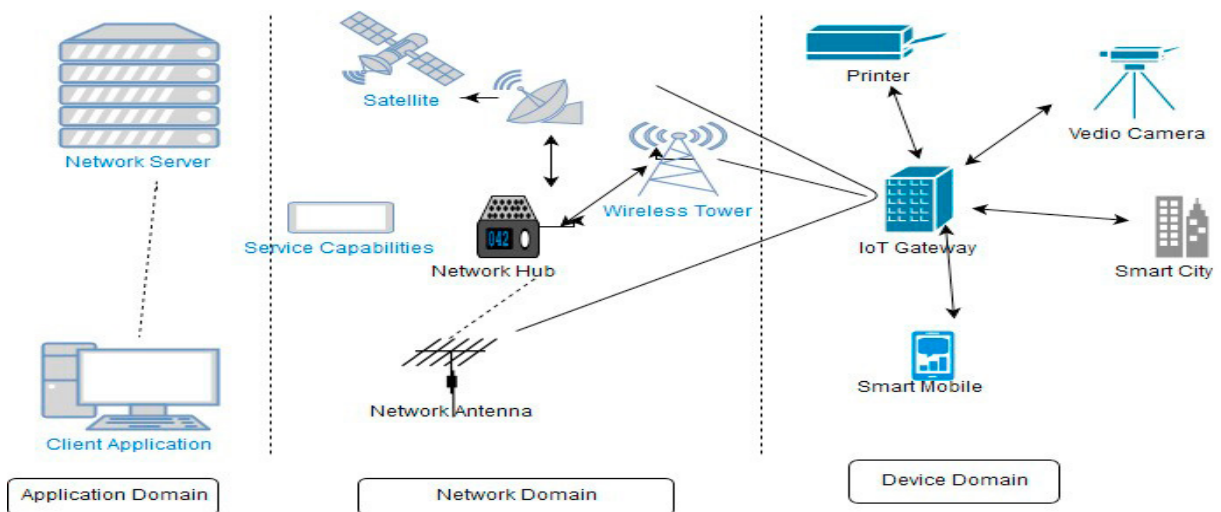 Network Server
Client Application
Application Domain
Satellite
Wireless Tower
Service Capabilities
042
Network Hub
Network Antenna
Network Domain
Printer
Vedio Camera
IoT Gateway
Smart City
Smart Mobile
Device Domain